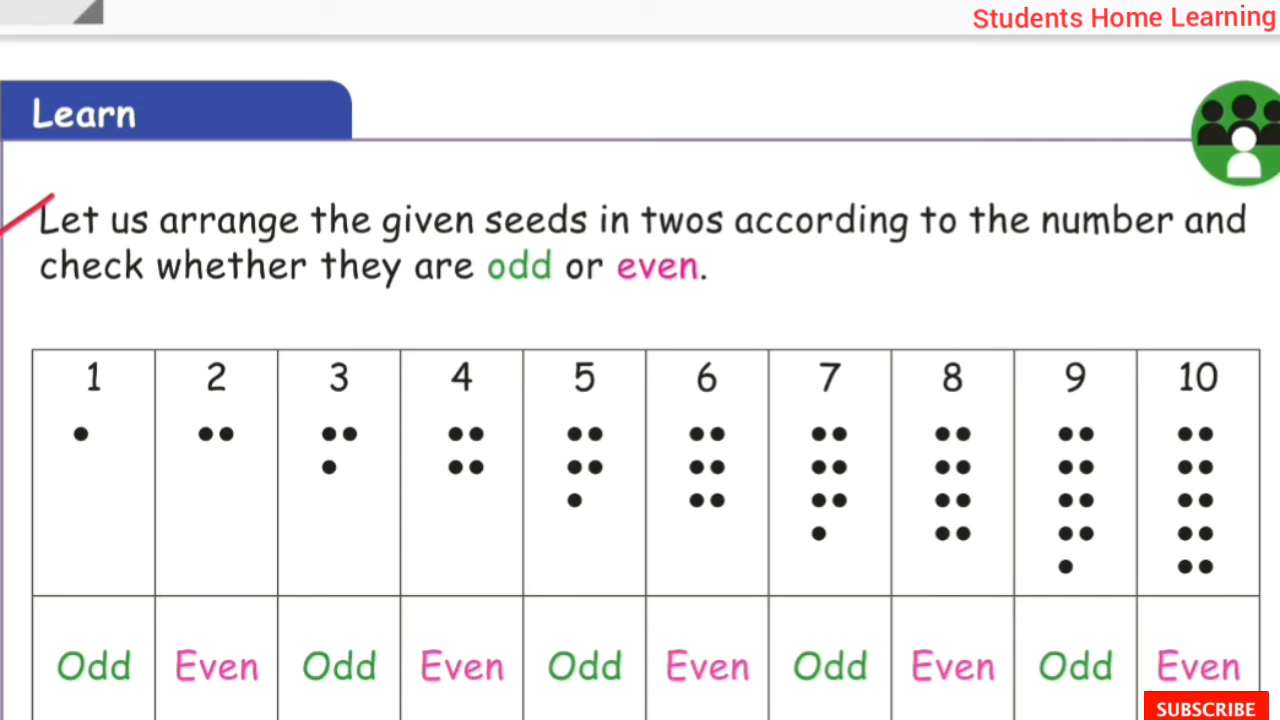 Students Home Learning
Learn
Let us arrange the given seeds in twos according to the number and
check whether they are odd or even.
1 2 3 4 5 6 7 8 9 10
Odd Even Odd Even Odd Even Odd Even Odd Even
SUBSCRIBE